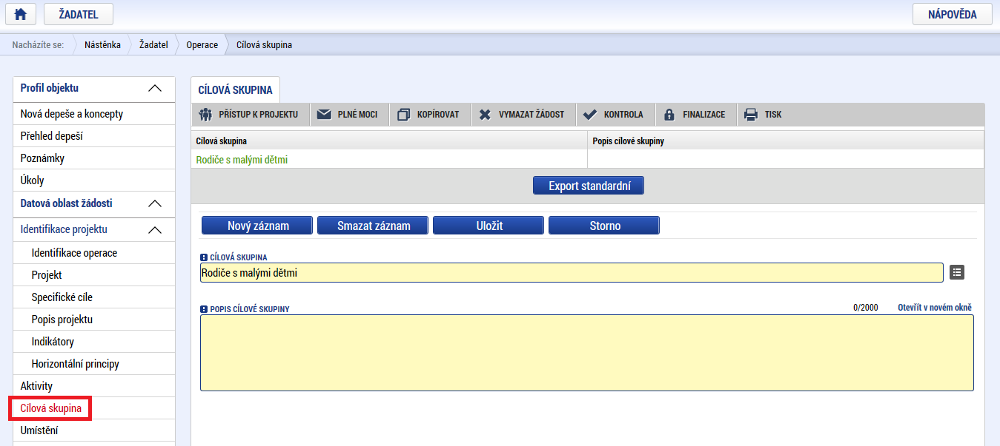 ŽADATEL
NÁPOVĚDA
Nacházíte se: Nástěnka Žadatel Operace Cílová skupina
Profil objektu
Nová depeše a koncepty
Přehled depeší
Poznámky
Úkoly
Datová oblast žádosti
Identifikace projektu
Identifikace operace
Projekt
Specifické cíle
Popis projektu
Indikátory
Horizontální principy
Aktivity
Cílová skupina
Umístění
CÍLOVÁ SKUPINA
PŘÍSTUP K PROJEKTU PLNÉ MOCI KOPÍROVAT VYMAZAT ŽÁDOST KONTROLA FINALIZACE TISK
Cílová skupina Popis cílové skupiny
Rodiče s malými dětmi
Export standardní
Nový záznam Smazat záznam Uložit Storno
CÍLOVÁ SKUPINA
Rodiče s malými dětmi
POPIS CÍLOVÉ SKUPINY 0/2000 Otevřít v novém okně